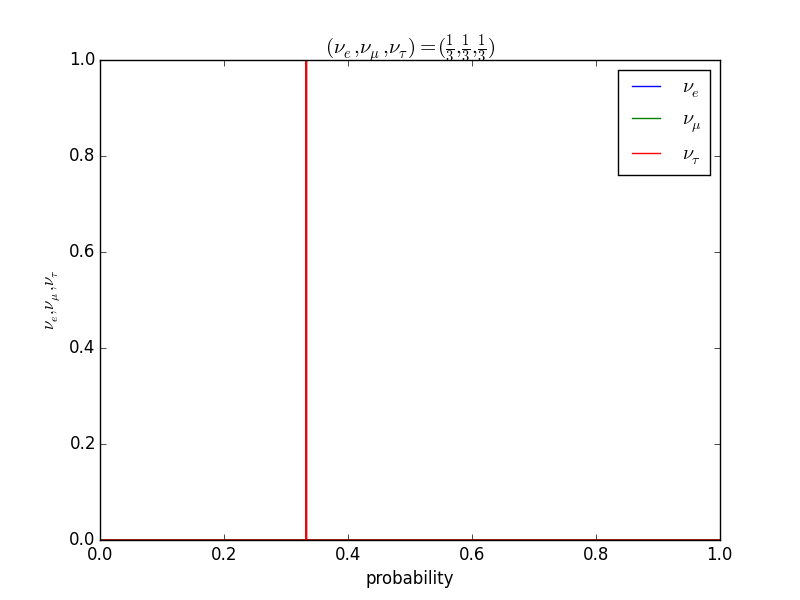 (ν_e, ν_μ, ν_τ) = (1/3, 1/3, 1/3)
1.0
0.8
0.6
0.4
0.2
0.0
ν_e, ν_μ, ν_τ
ν_e
ν_μ
ν_τ
0.0 0.2 0.4 0.6 0.8 1.0
probability